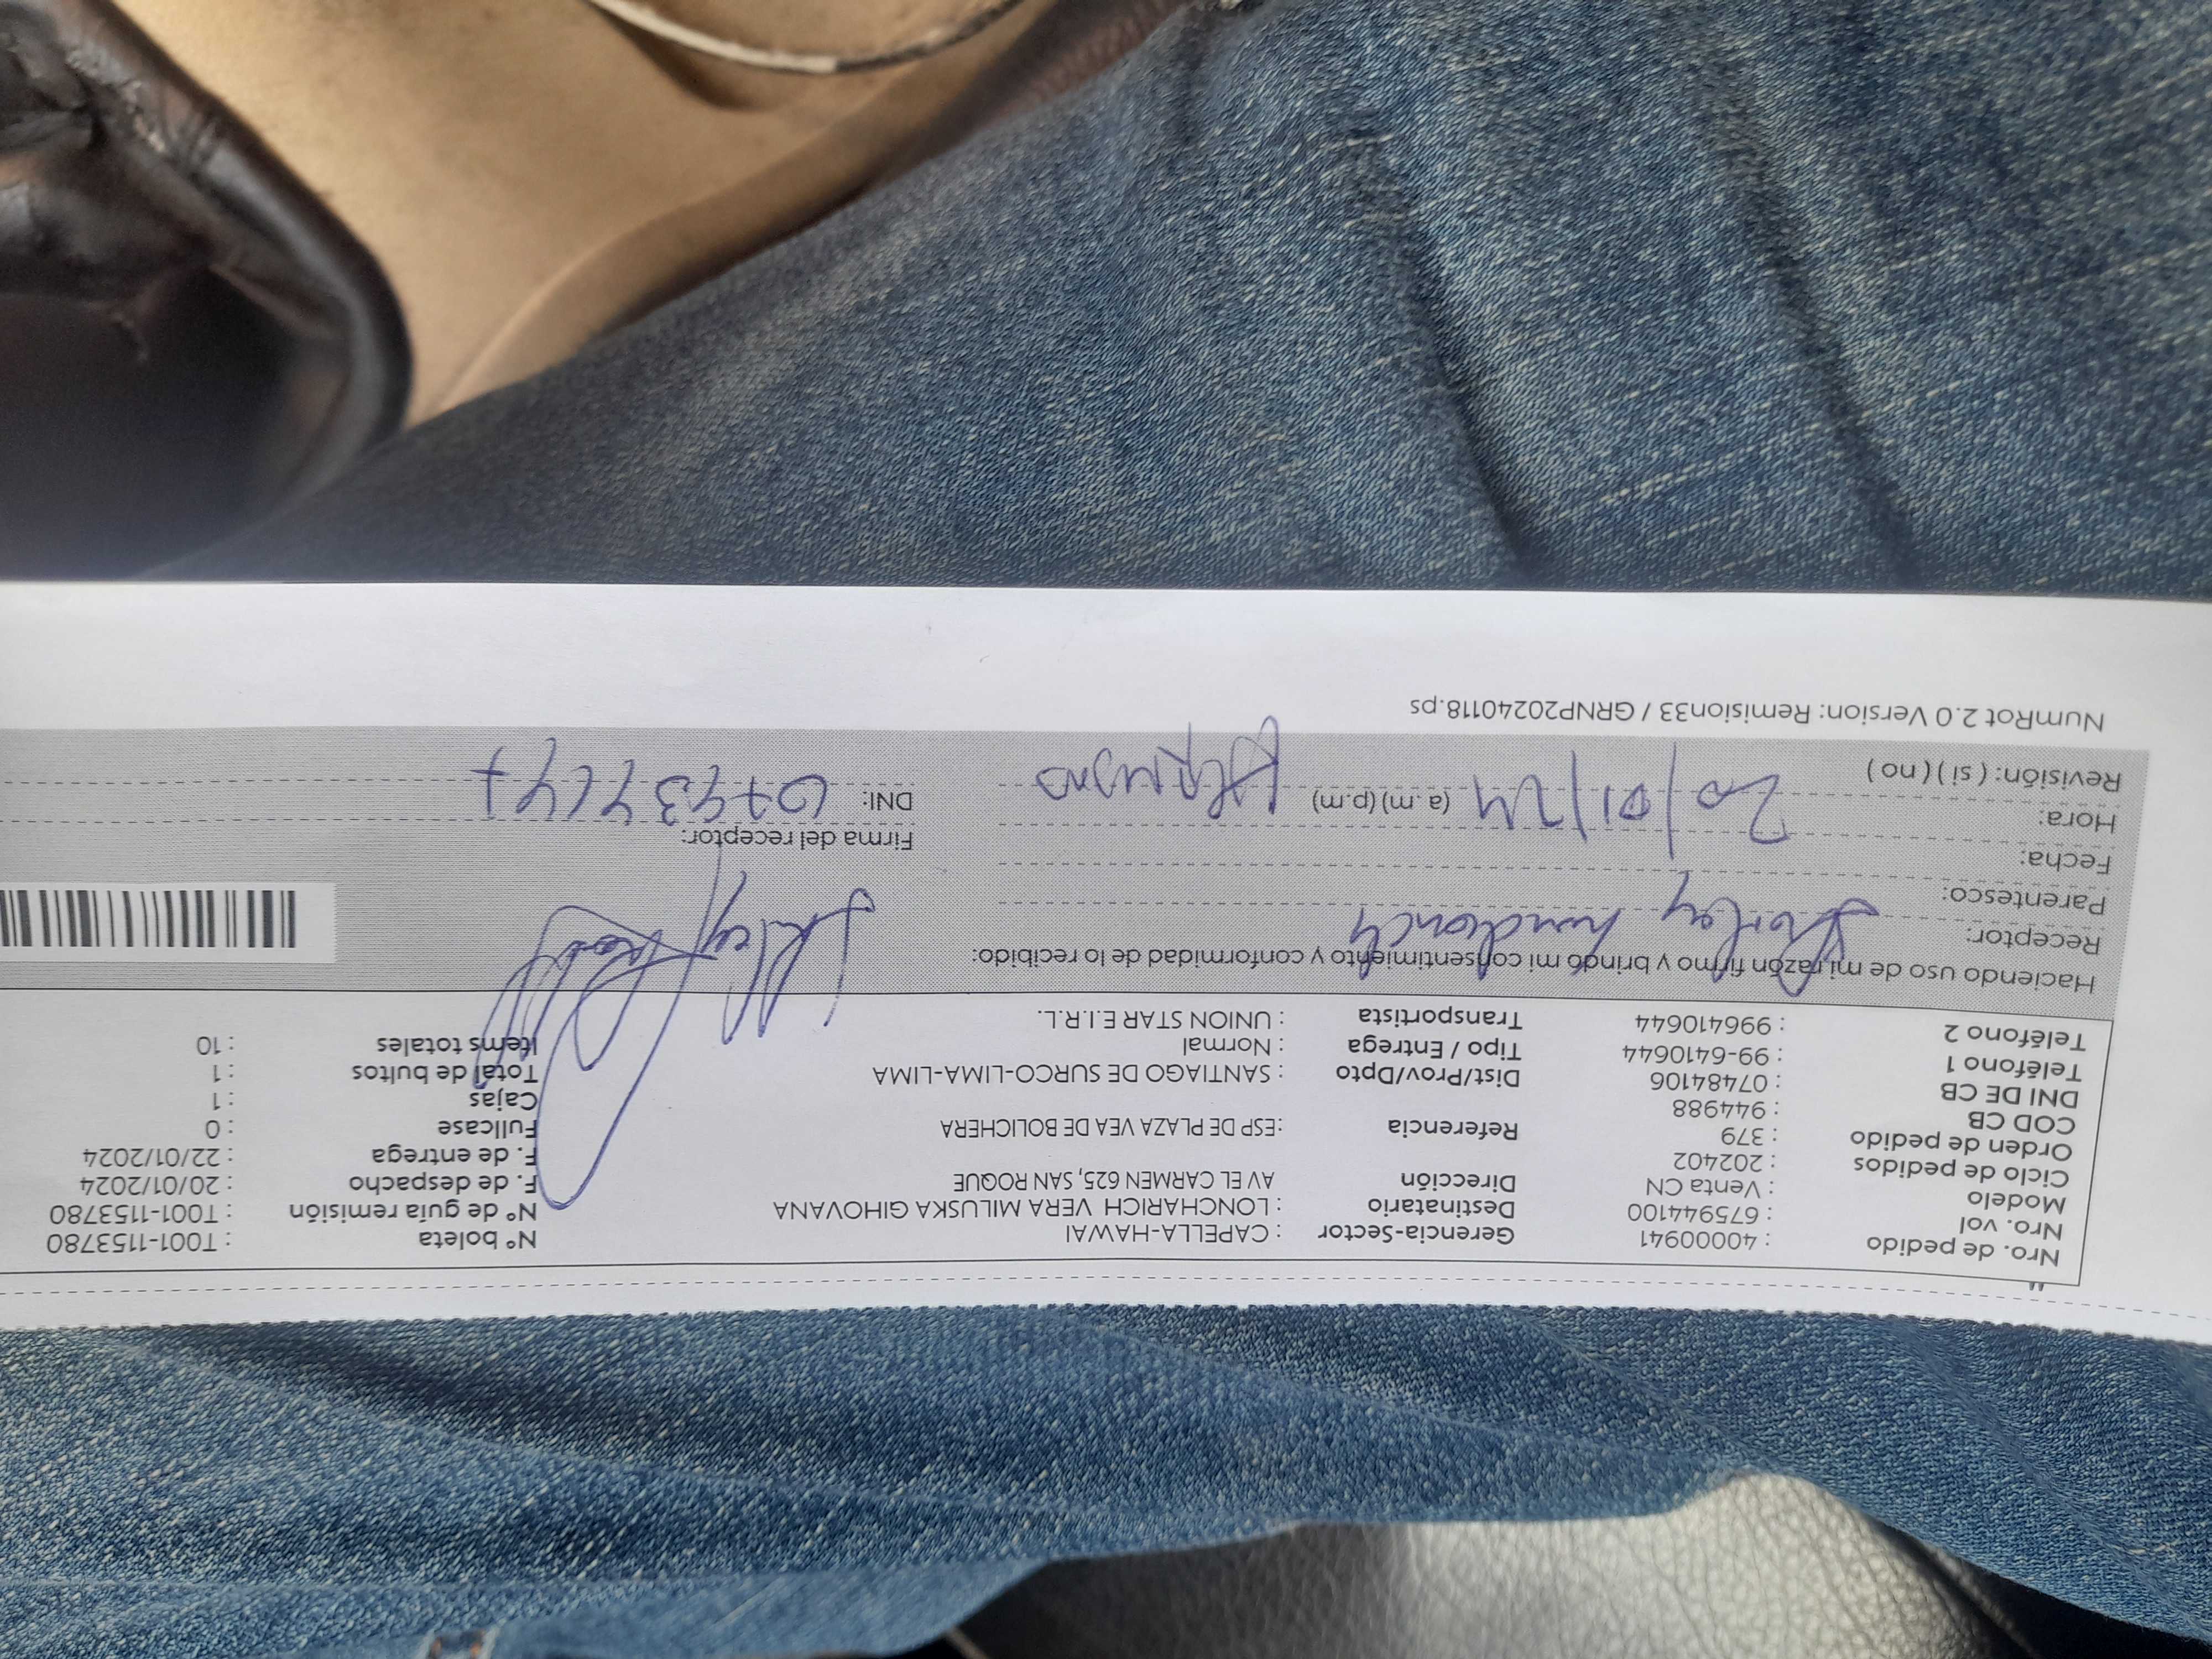 Nro. de pedido : 40000941 Gerencia-Sector : CAPELLA-HAWAI N° boleta : T001-1153780
Nro. vol : 675944100 Destinatario : LONCHARICH VERA MILUSKA GIHOVANA N° de guía remisión : T001-1153780
Modelo : Venta CN Dirección AV EL CARMEN 625, SAN ROQUE F. de despacho : 20/01/2024
Ciclo de pedidos : 202402 F. de entrega : 22/01/2024
Orden de pedido : 379 Referencia :ESP DE PLAZA VEA DE BOLICHERA Fullcase : 0
COD CB : 944988 Cajas : 1
DNI DE CB : 07484106 Dist/Prov/Dpto : SANTIAGO DE SURCO-LIMA-LIMA Total de bultos : 1
Teléfono 1 : 99-6410644 Tipo / Entrega : Normal Items totales : 10
Teléfono 2 : 996410644 Transportista : UNION STAR E.I.R.L.
Haciendo uso de mi razón firmo y brindo mi consentimiento y conformidad de lo recibido:
Receptor:
Parentesco:
Fecha: Firma del receptor:
Hora: 20/01/24 (a.m) (p.m) DNI:
Revisión: ( si ) ( no )
NumRot 2.0 Version: Remision33 / GRNP20240118.ps